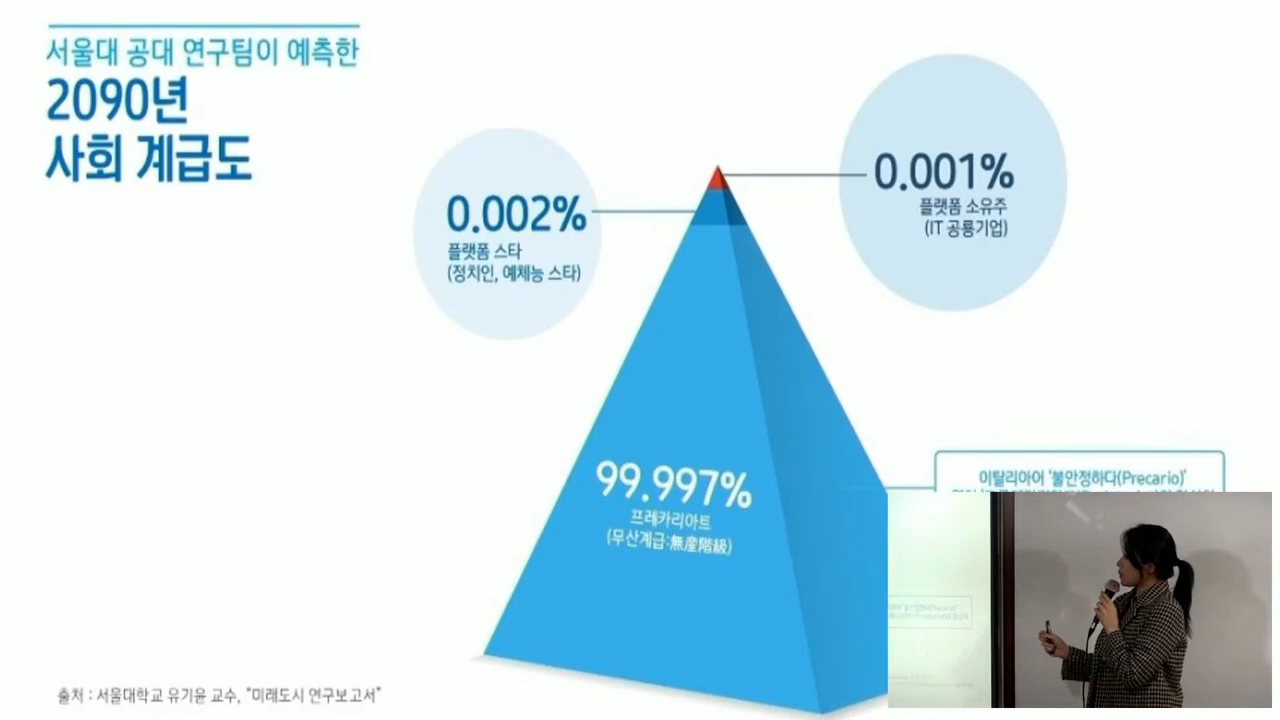 서울대 공대 연구팀이 예측한
2090년
사회 계급도
0.001%
플랫폼 소유주
(IT 공룡기업)
0.002%
플랫폼 스타
(정치인, 예체능 스타)
99.997%
프레카리아트
(무산계급:無産階級)
이탈리아어 ‘불안정하다(Precario)’
출처 : 서울대학교 유기윤 교수, “미래도시 연구보고서”